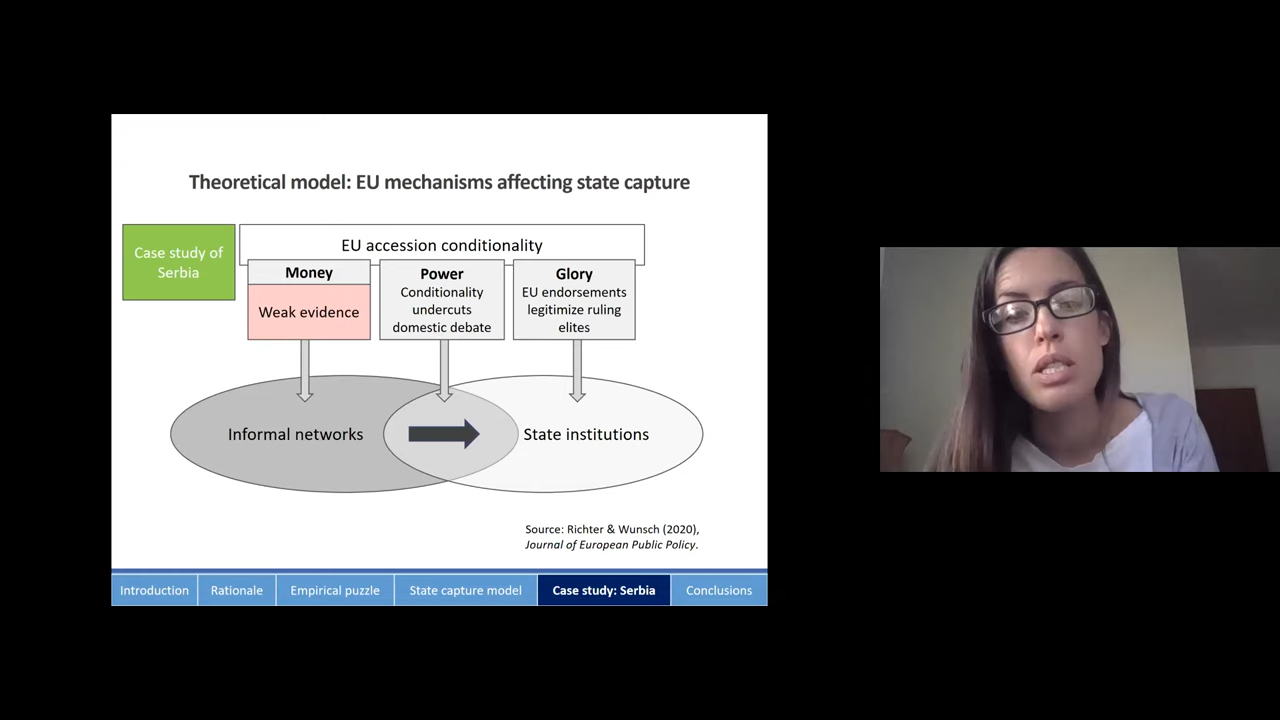 Theoretical model: EU mechanisms affecting state capture
Case study of
Serbia
EU accession conditionality
Money
Weak evidence
Power
Conditionality
undercuts
domestic debate
Glory
EU endorsements
legitimize ruling
elites
Informal networks
State institutions
Source: Richter & Wunsch (2020),
Journal of European Public Policy.
Introduction
Rationale
Empirical puzzle
State capture model
Case study: Serbia
Conclusions